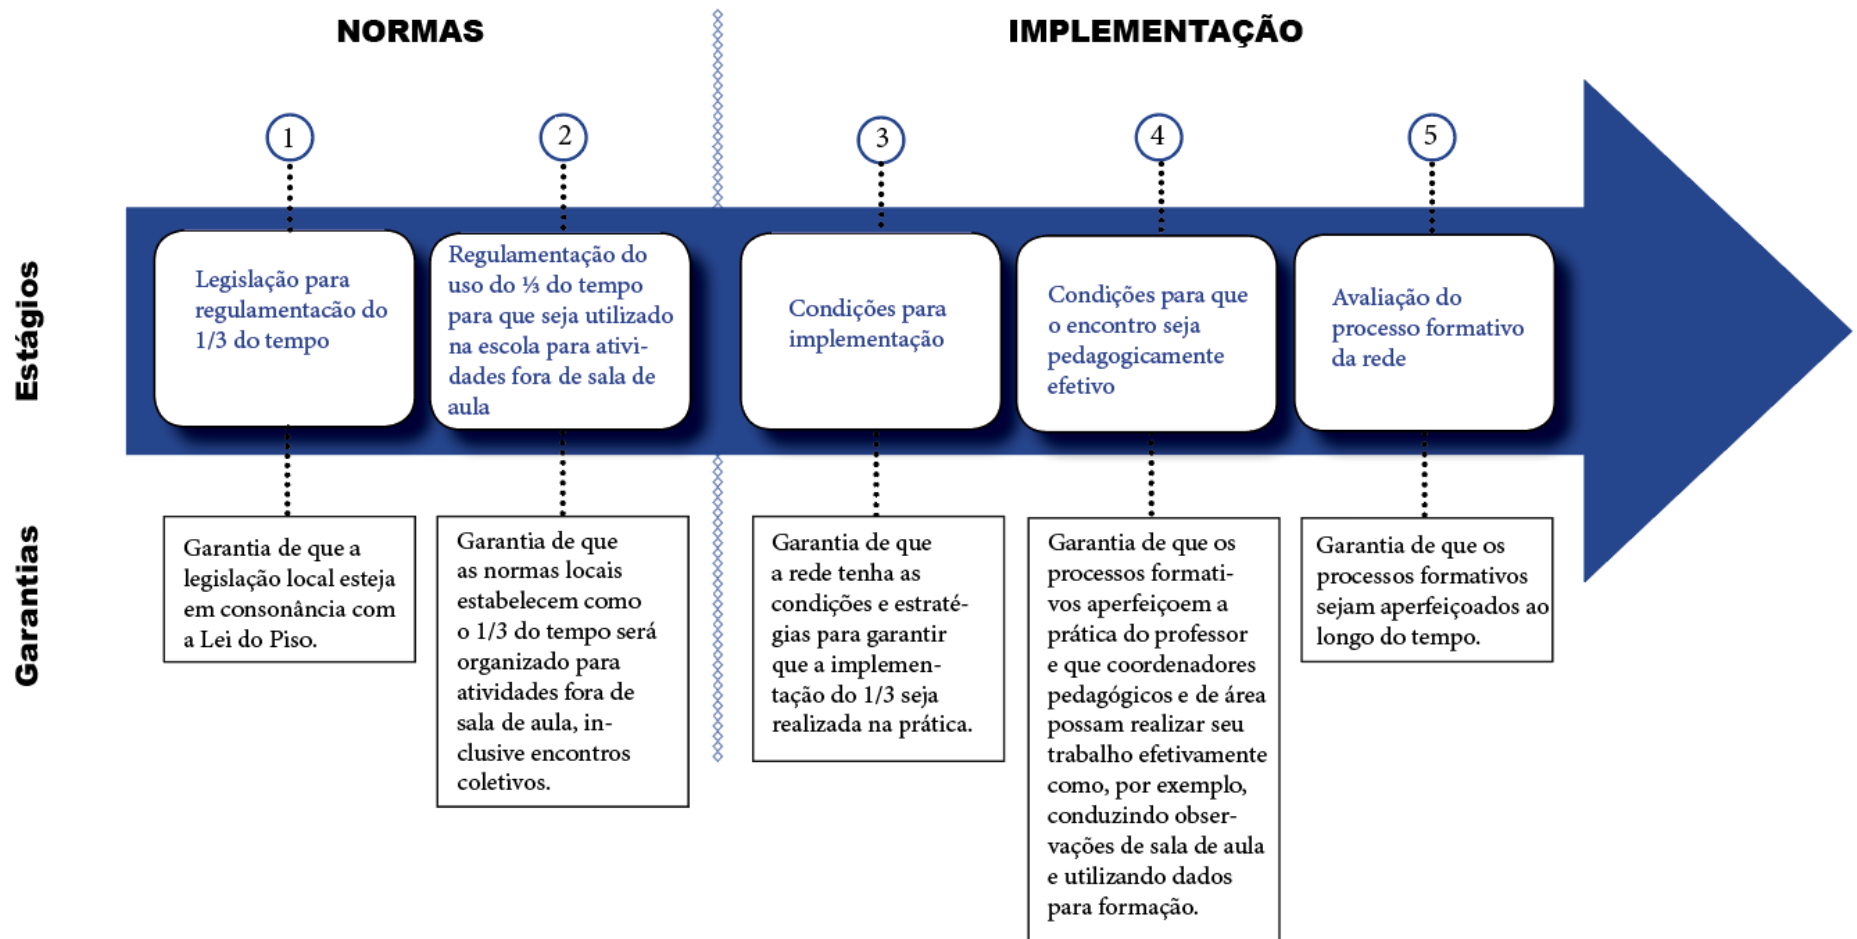 NORMAS
IMPLEMENTAÇÃO
1
2
3
4
5
Estágios
Legislação para
regulamentacão do
1/3 do tempo
Regulamentação do
uso do ⅓ do tempo
para que seja utilizado
na escola para ativi-
dades fora de sala de
aula
Condições para
implementação
Condições para que
o encontro seja
pedagogicamente
efetivo
Avaliação do
processo formativo
da rede
Garantias
Garantia de que a
legislação local esteja
em consonância com
a Lei do Piso.
Garantia de que
as normas locais
estabelecem como
o 1/3 do tempo será
organizado para
atividades fora de
sala de aula, in-
clusive encontros
coletivos.
Garantia de que
a rede tenha as
condições e estraté-
gias para garantir
que a implemen-
tação do 1/3 seja
realizada na prática.
Garantia de que os
processos formati-
vos aperfeiçoem a
prática do professor
e que coordenadores
pedagógicos e de área
possam realizar seu
trabalho efetivamente
como, por exemplo,
conduzindo obser-
vações de sala de aula
e utilizando dados
para formação.
Garantia de que os
processos formativos
sejam aperfeiçoados ao
longo do tempo.